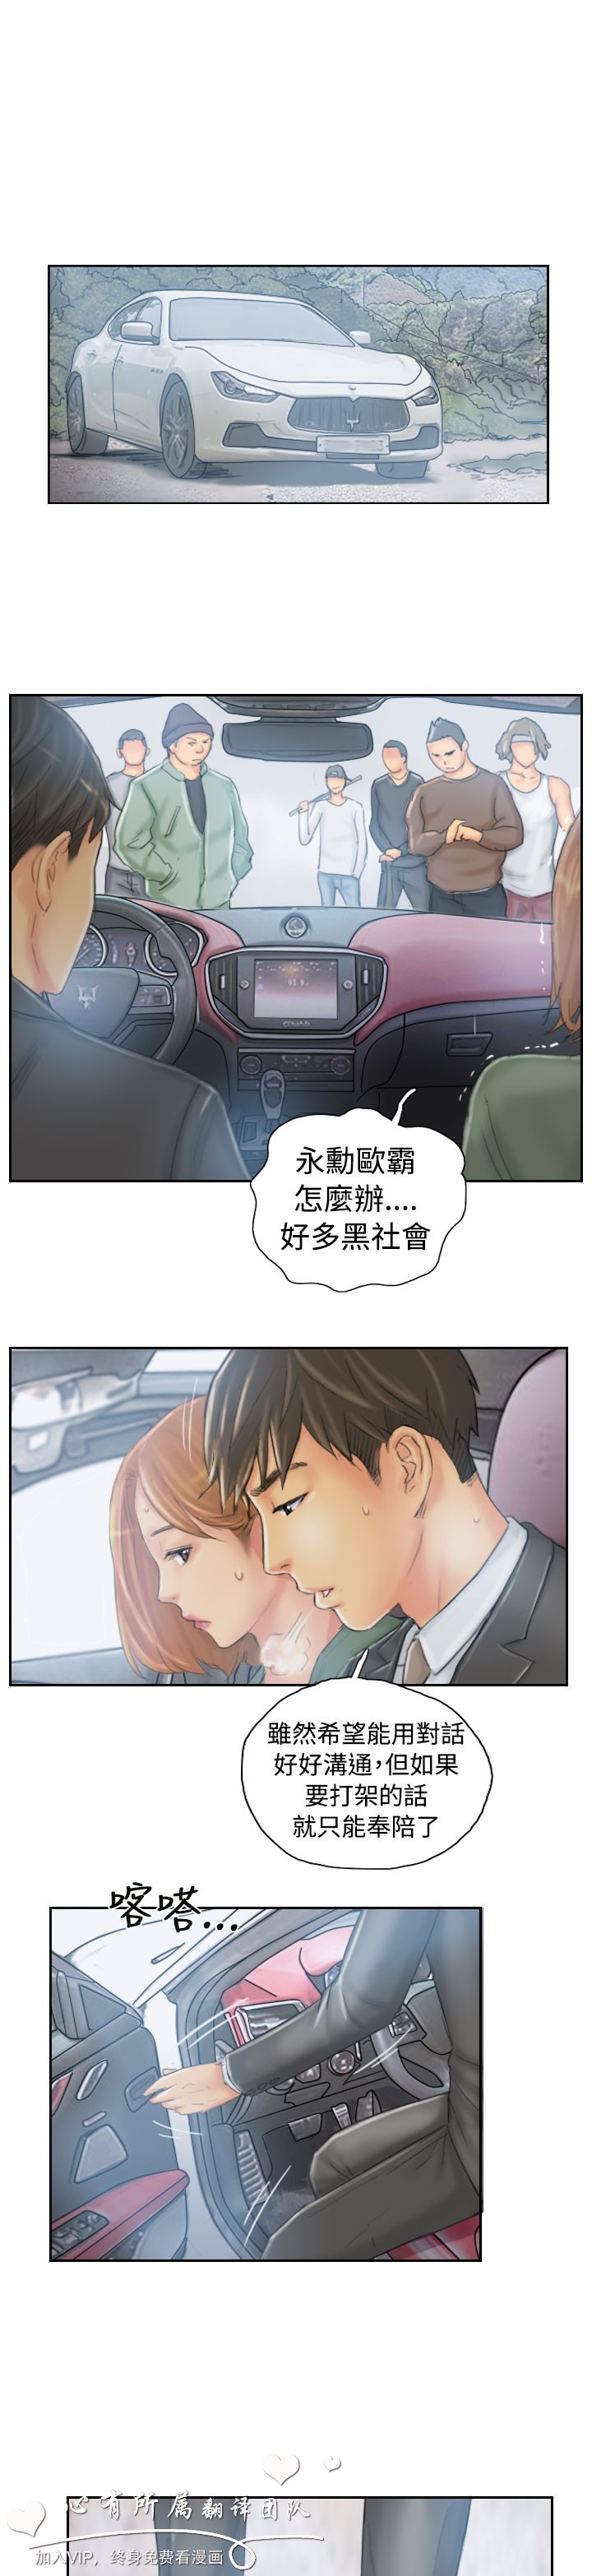 永勳歐霸
怎麼辦....
好多黑社會
雖然希望能用對話
好好溝通，但如果
要打架的話
就只能奉陪了
喀嗒...
心有所属翻译团队
加入VIP，终身免费看漫画